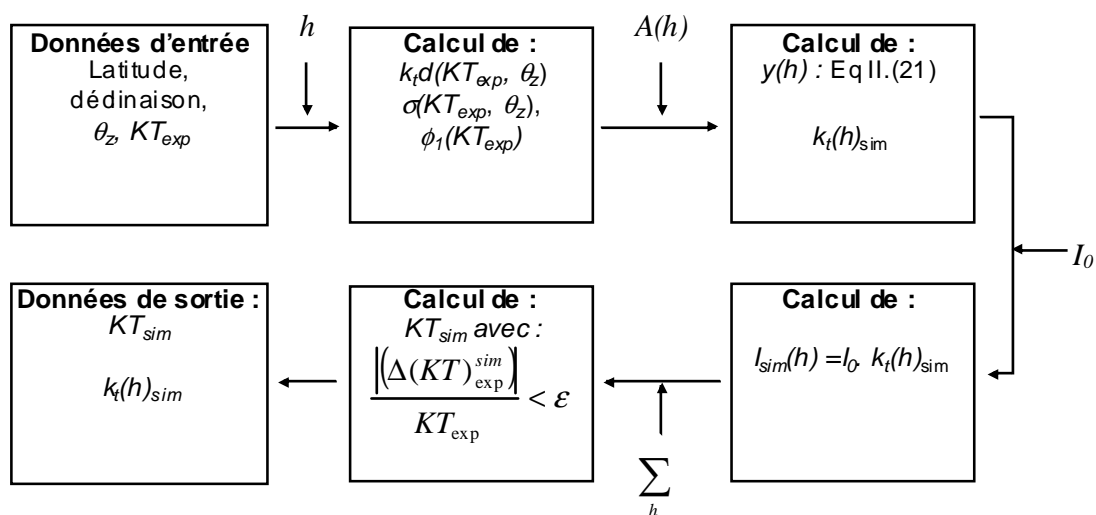 h
A(h)
Données d'entrée
Latitude,
dédinaison,
θz, KTexp
Calcul de :
ktd(KTexp, θz)
σ(KTexp, θz),
ϕ1(KTexp)
Calcul de :
y(h) : Eq II.(21)
kt(h)sim
I0
Données de sortie :
KTsim
kt(h)sim
Calcul de :
KTsim avec :
|(Δ(KT)exp^sim)|
KTexp
< ε
Calcul de :
Isim(h) =I0. kt(h)sim
∑
h